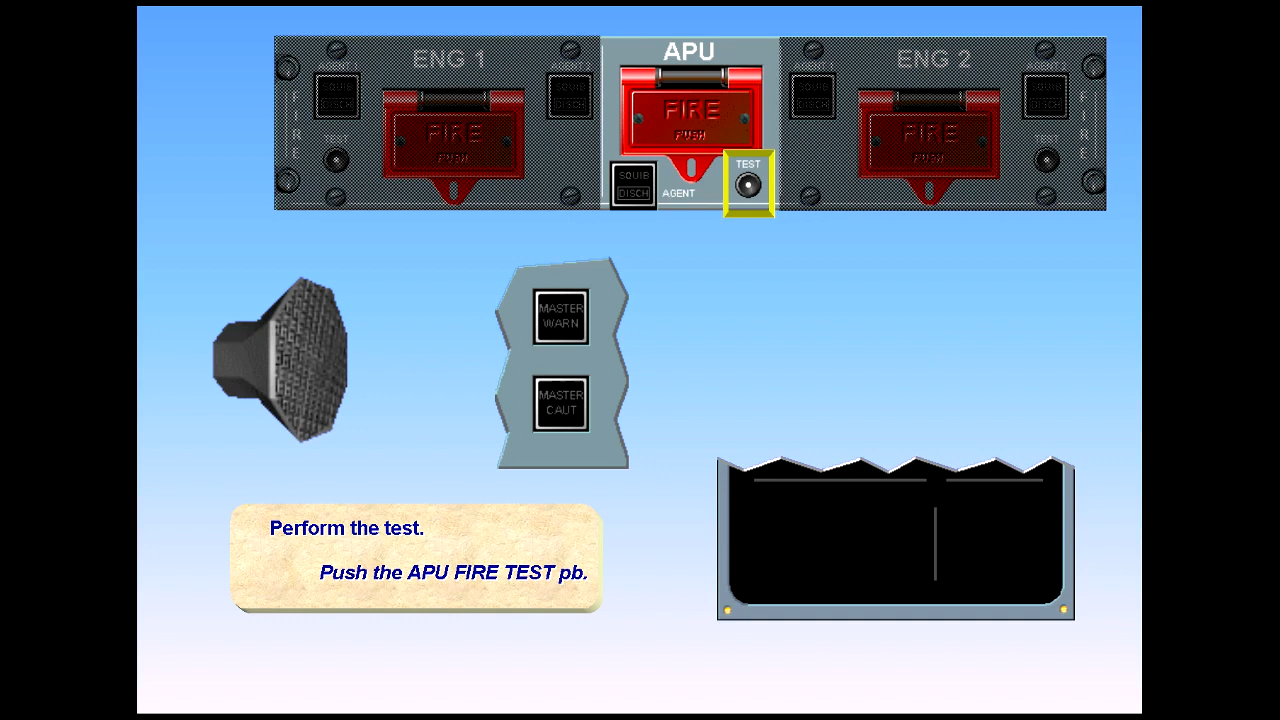 ENG 1
APU
ENG 2
AGENT 1
AGENT 2
AGENT 1
AGENT 2
SQUIB
DISCH
SQUIB
DISCH
SQUIB
DISCH
SQUIB
DISCH
FIRE
PUSH
FIRE
PUSH
FIRE
PUSH
FIRE
FIRE
TEST
TEST
TEST
SQUIB
DISCH
AGENT
MASTER
WARN
MASTER
CAUT
Perform the test.
Push the APU FIRE TEST pb.